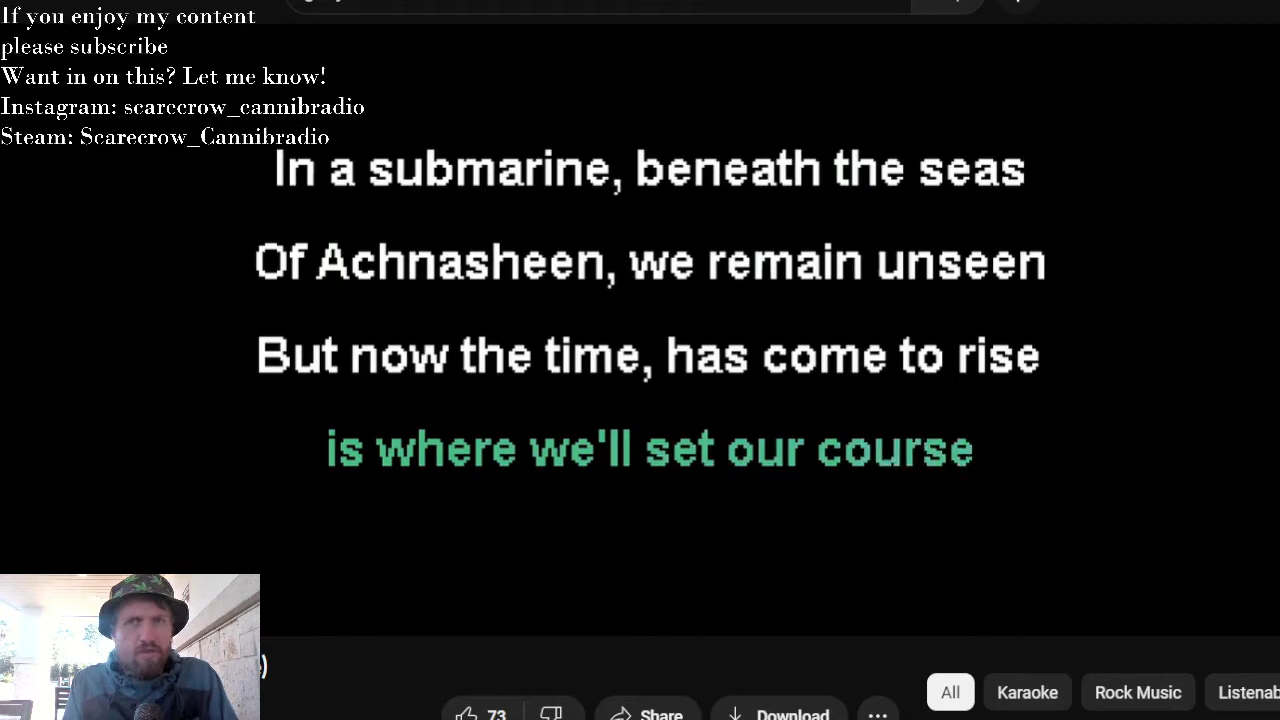 If you enjoy my content
please subscribe
Want in on this? Let me know!
Instagram: scarecrow_cannibradio
Steam: Scarecrow_Cannibradio
In a submarine, beneath the seas
Of Achnasheen, we remain unseen
But now the time, has come to rise
is where we'll set our course
73
Share
Download
All
Karaoke
Rock Music